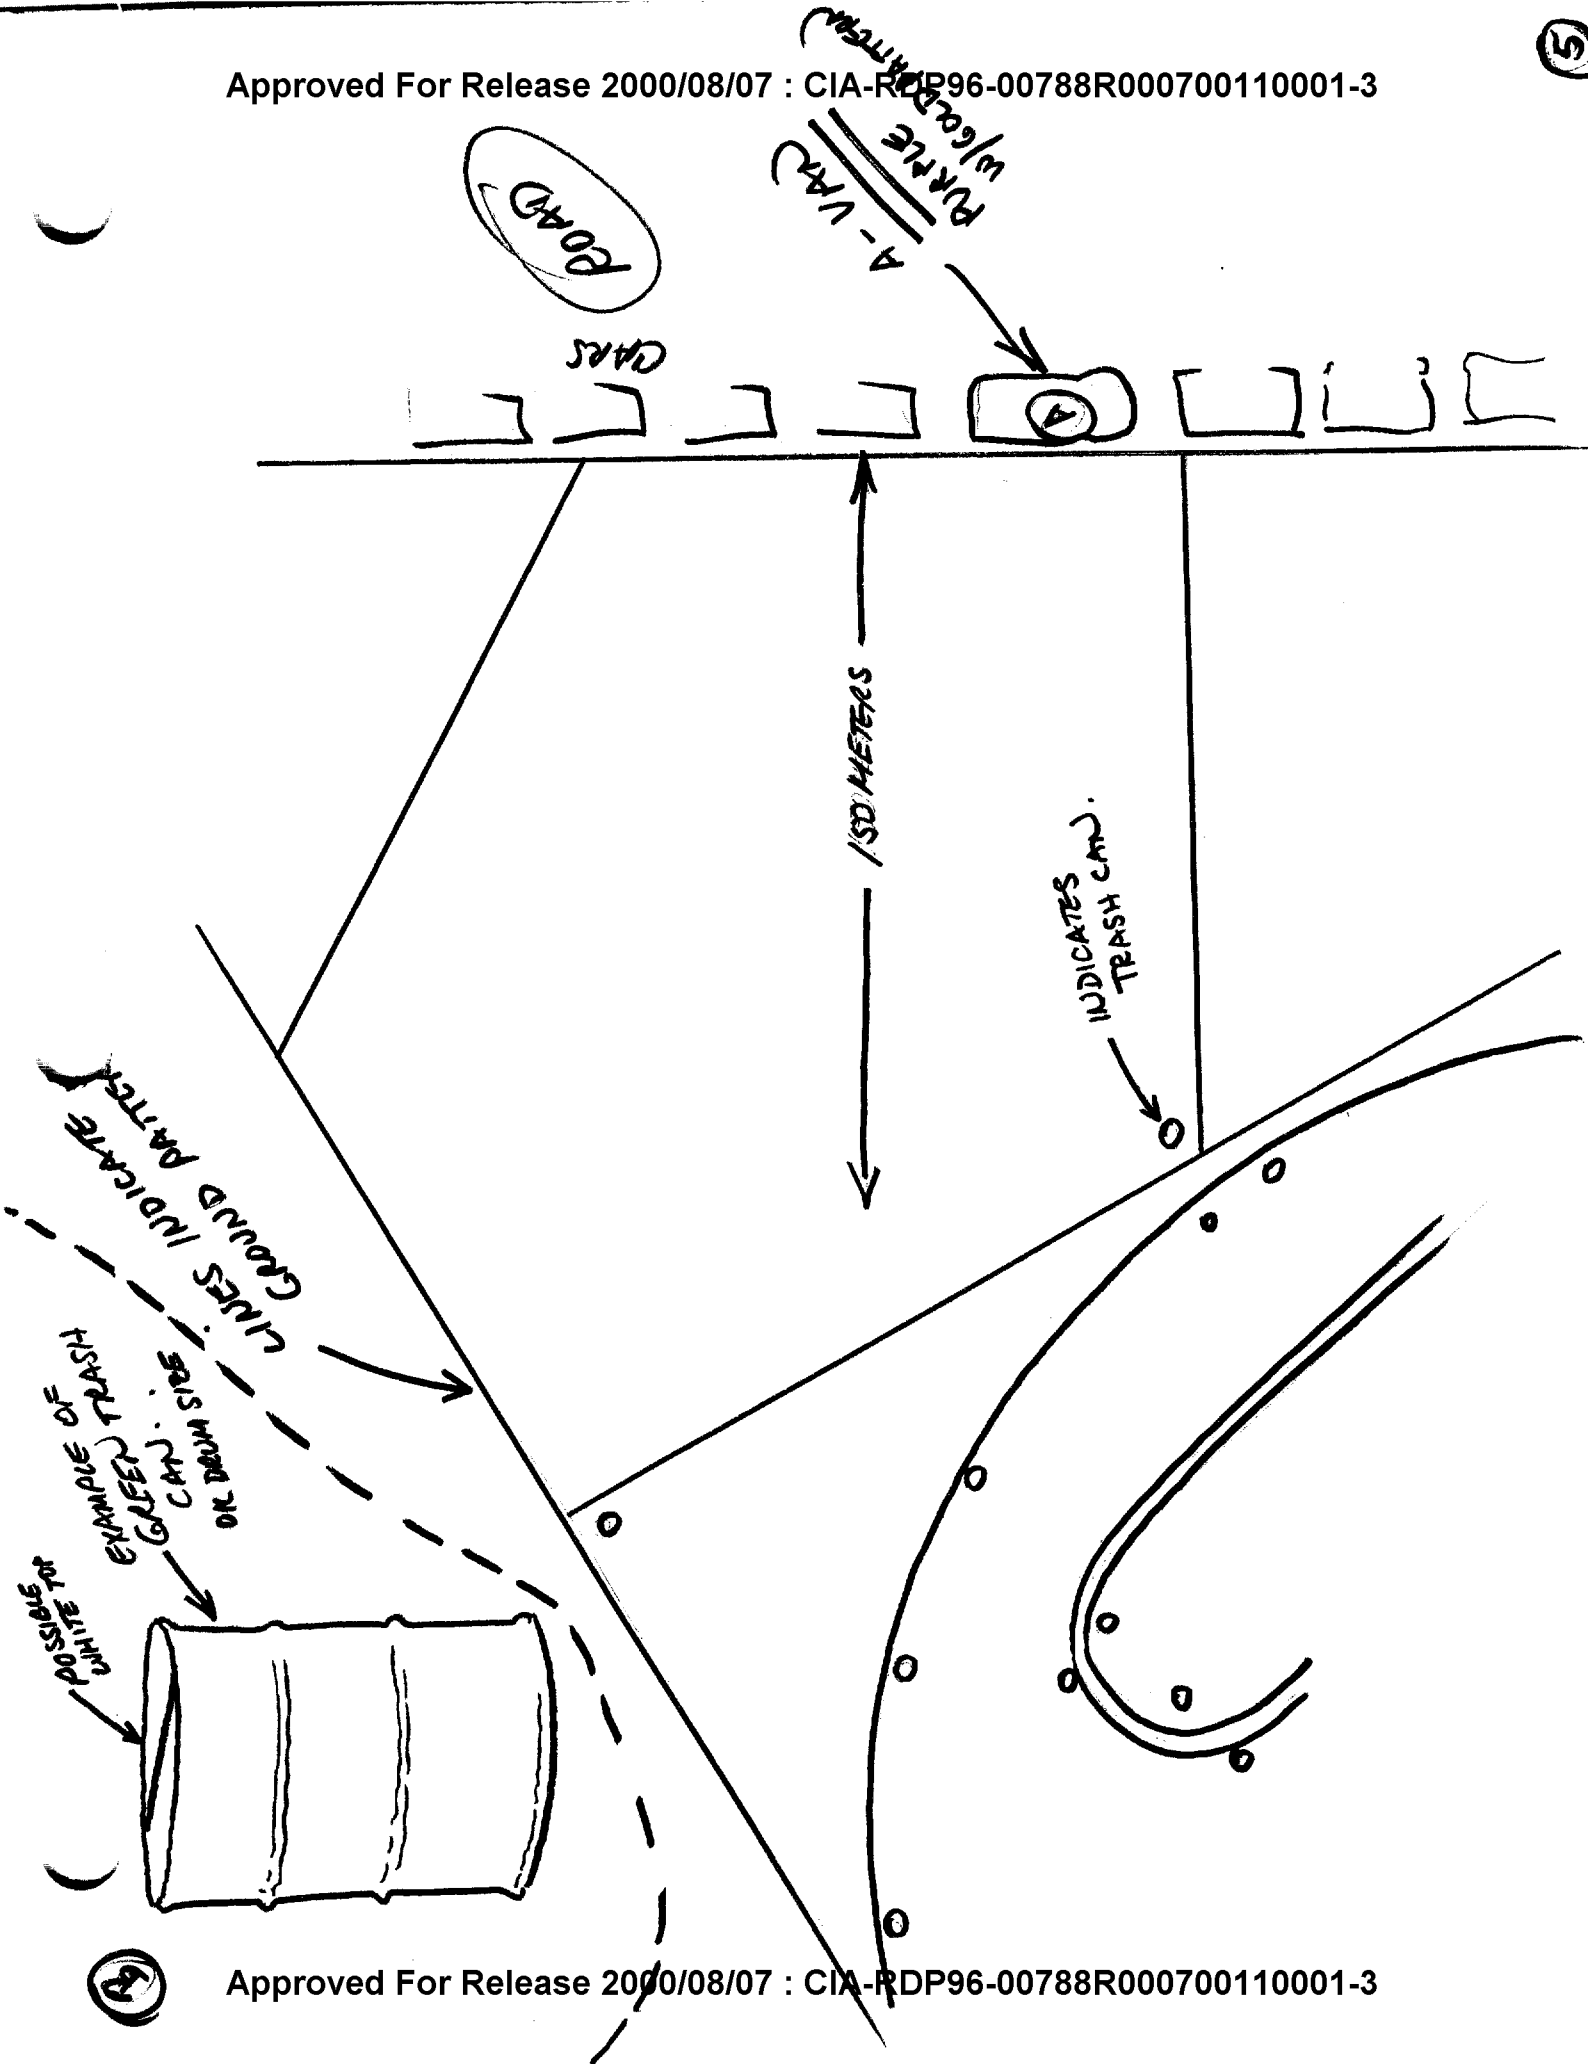 5
Approved For Release 2000/08/07 : CIA-RDP96-00788R000700110001-3
ROAD
A - VAN
PURPLE
W/GOLD PATTERN
CARS
A
150 METERS
INDICATES
TRASH CAN.
LINES INDICATE
GROUND PATTERN
EXAMPLE OF
GREEN TRASH
CAN. SIZE
OR DRUM SIZE
POSSIBLE
WHITE TOP
Approved For Release 2000/08/07 : CIA-RDP96-00788R000700110001-3